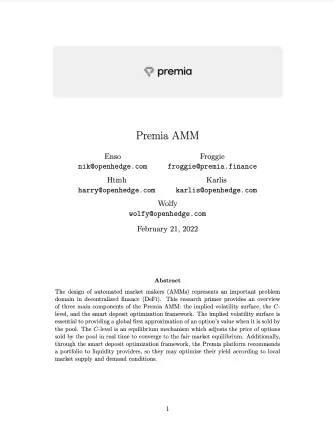 premia
Premia AMM
Enso
nik@openhedge.com
Froggie
froggie@premia.finance
Htmh
harry@openhedge.com
Karlis
karlis@openhedge.com
Wolfy
wolfy@openhedge.com
February 21, 2022
Abstract
The design of automated market makers (AMMs) represents an important problem
domain in decentralized finance (DeFi). This research primer provides an overview
of three main components of the Premia AMM: the implied volatility surface, the C-
level, and the smart deposit optimization framework. The implied volatility surface is
essential to providing a global first approximation of an option's value when it is sold by
the pool. The C-level is an equilibrium mechanism which adjusts the price of options
sold by the pool in real time to converge to the fair market equilibrium. Additionally,
through the smart deposit optimization framework, the Premia platform recommends
a portfolio to liquidity providers, so they may optimise their yield according to local
market supply and demand conditions.
1